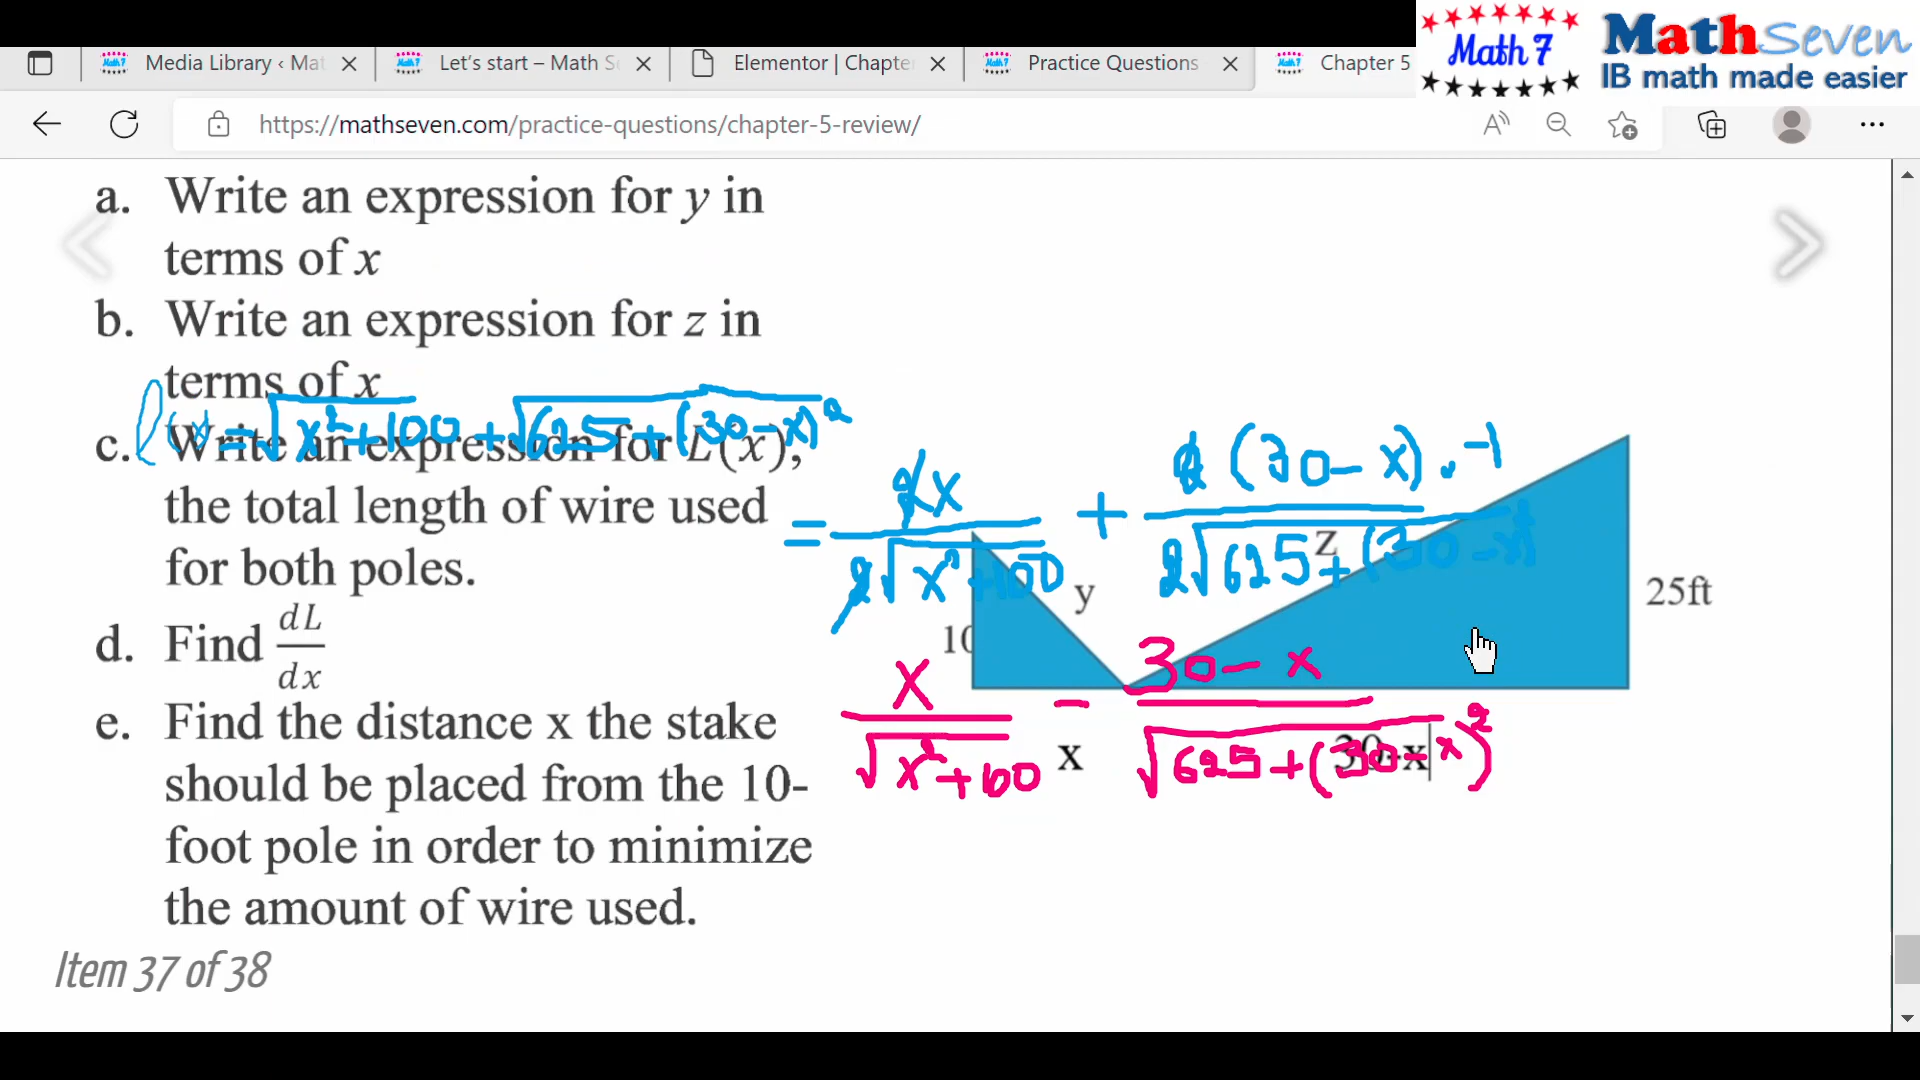 Math 7
MathSeven
IB math made easier
Media Library ‹ Mat
Let's start – Math S
Elementor | Chapte
Practice Questions
Chapter 5
https://mathseven.com/practice-questions/chapter-5-review/
a. Write an expression for y in
terms of x
b. Write an expression for z in
terms of x
l(x) = √x²+100 + √625+(30-x)²
c. Write an expression for L(x),
the total length of wire used
for both poles.
d. Find dL/dx
e. Find the distance x the stake
should be placed from the 10-
foot pole in order to minimize
the amount of wire used.
= 2x / 2√x²+100 + 2(30-x).-1 / 2√625+(30-x)²
z
y
10
25ft
x / √x²+100 - 30-x / √625+(30-x)²
x
30-x
Item 37 of 38